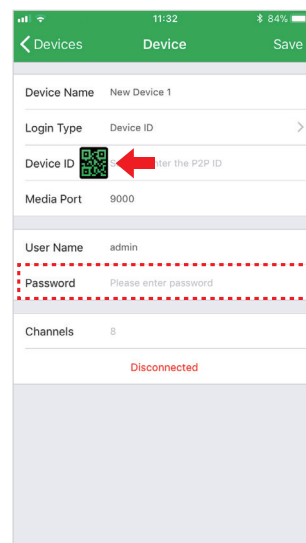 11:32
84%
Devices
Device
Save
Device Name New Device 1
Login Type Device ID
Device ID nter the P2P ID
Media Port 9000
User Name admin
Password Please enter password
Channels 8
Disconnected